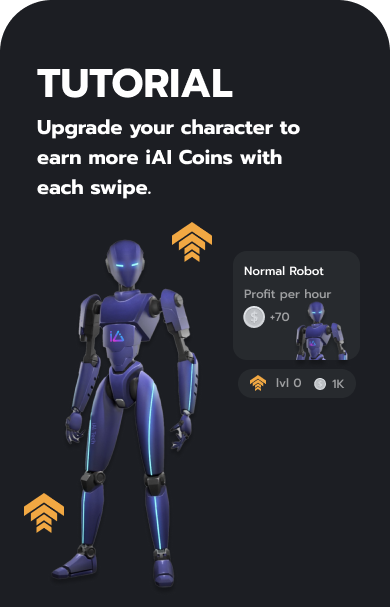 TUTORIAL
Upgrade your character to
earn more iAI Coins with
each swipe.
Normal Robot
Profit per hour
$ +70
lvl 0 $ 1K